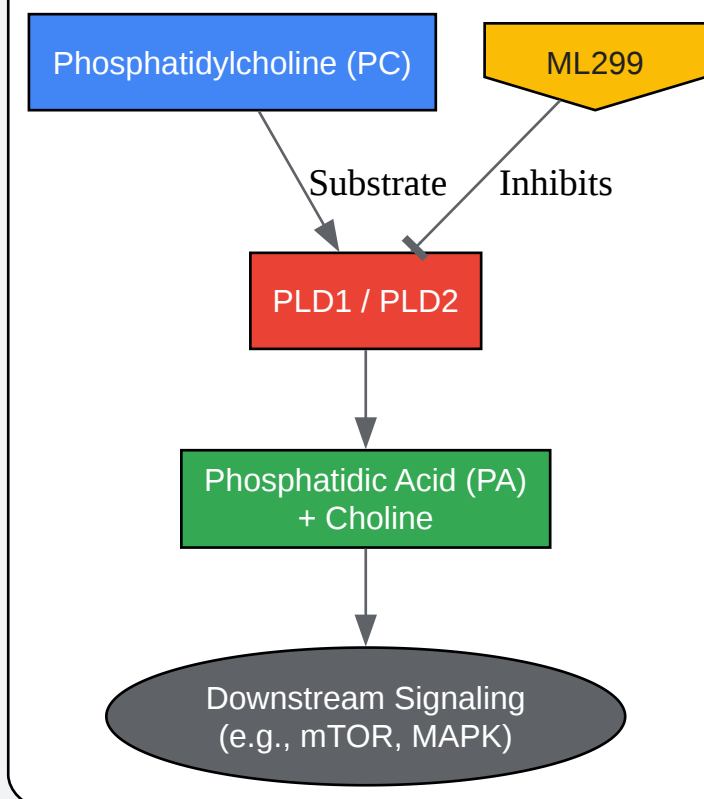 Phosphatidylcholine (PC)
ML299
Substrate
Inhibits
PLD1 / PLD2
Phosphatidic Acid (PA)
+ Choline
Downstream Signaling
(e.g., mTOR, MAPK)